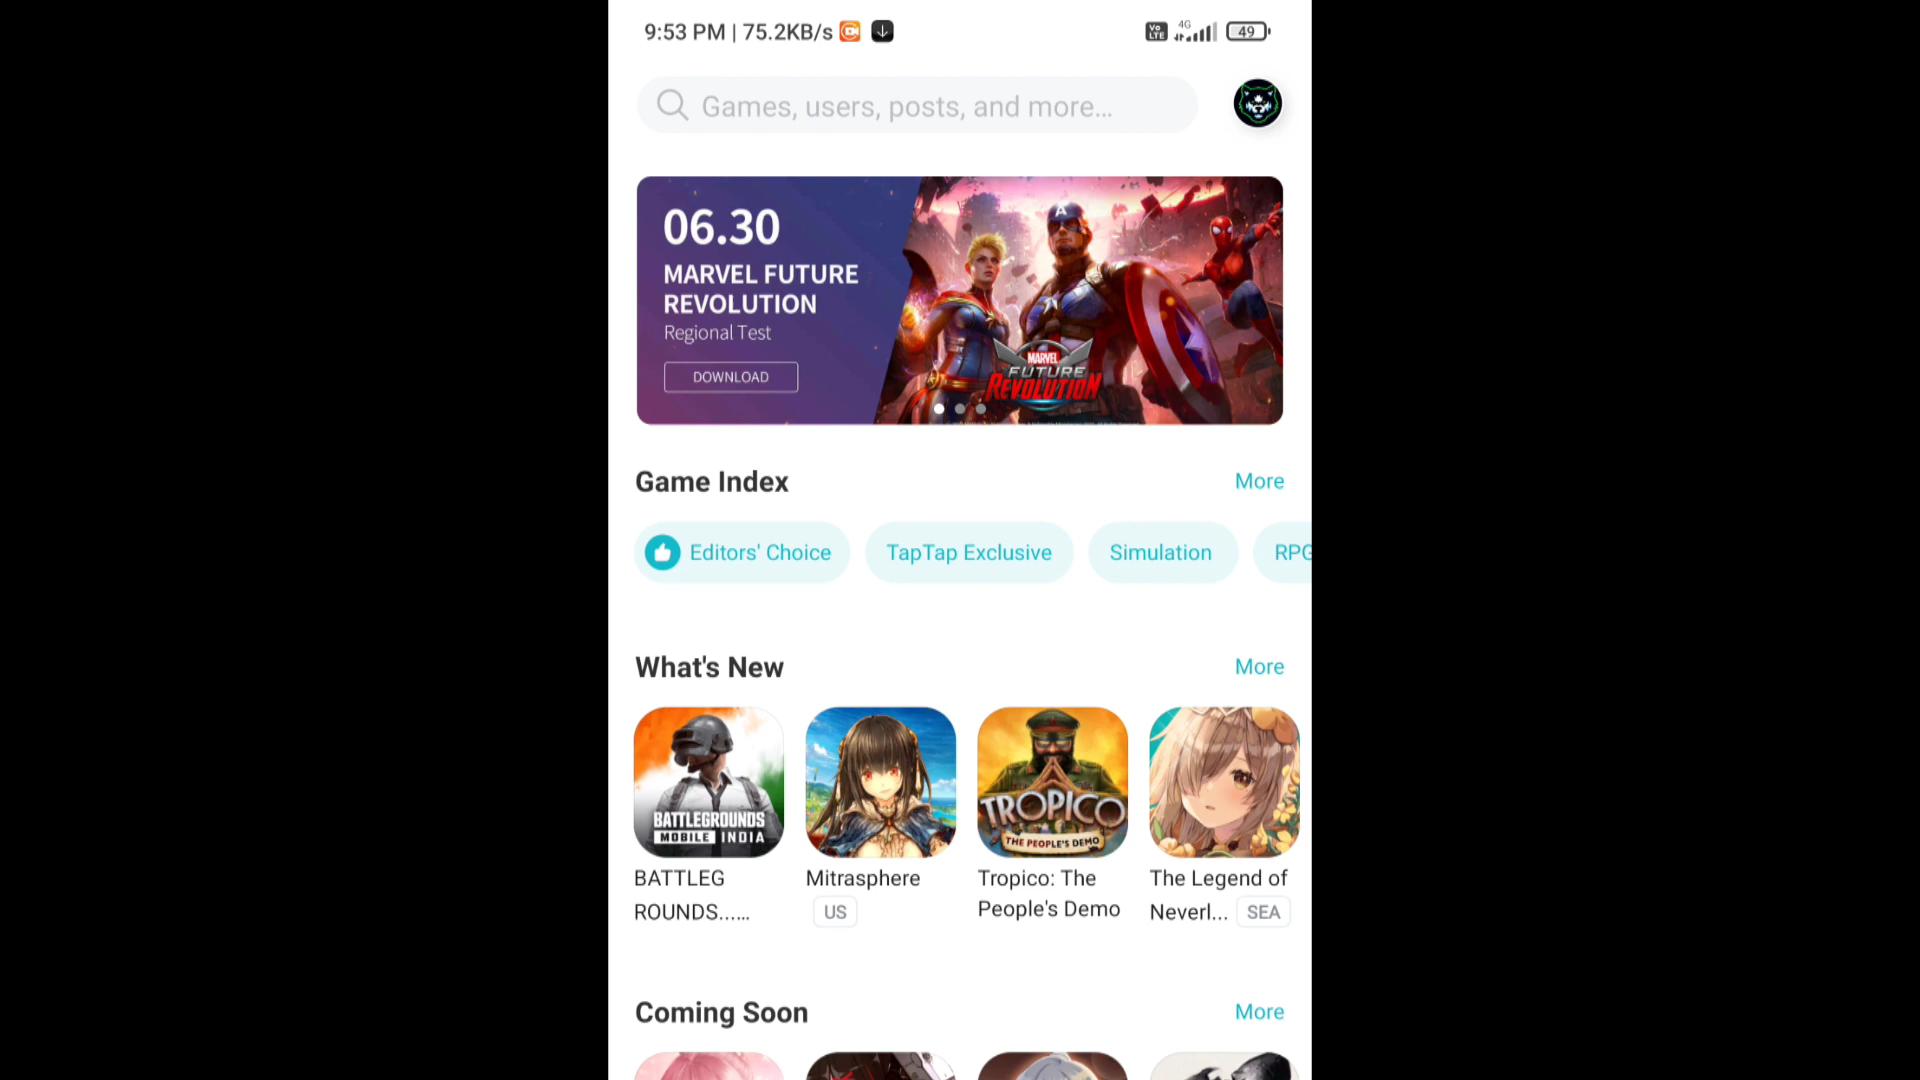 9:53 PM | 75.2KB/s
Vo LTE 4G 49
Games, users, posts, and more...
06.30
MARVEL FUTURE
REVOLUTION
Regional Test
DOWNLOAD
A
MARVEL
FUTURE
REVOLUTION
Game Index
More
Editors' Choice
TapTap Exclusive
Simulation
RPG
What's New
More
BATTLEGROUNDS
MOBILE INDIA
TROPICO
THE PEOPLE'S DEMO
BATTLEG
ROUNDS......
Mitrasphere
US
Tropico: The
People's Demo
The Legend of
Neverl... SEA
Coming Soon
More